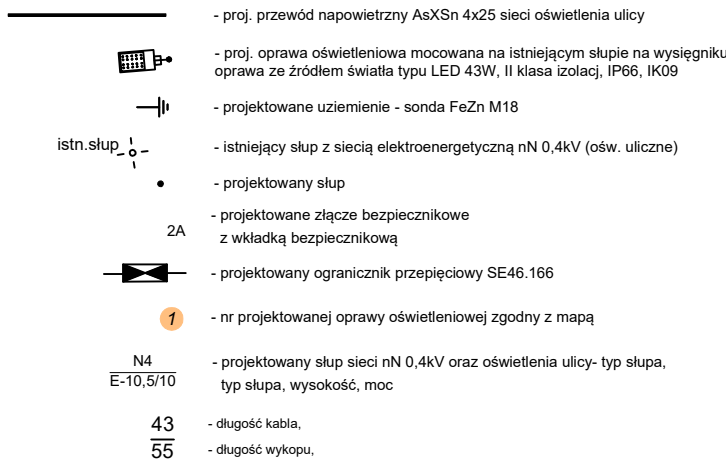 - proj. przewód napowietrzny AsXSn 4x25 sieci oświetlenia ulicy
- proj. oprawa oświetleniowa mocowana na istniejącym słupie na wysięgniku
oprawa ze źródłem światła typu LED 43W, II klasa izolacj, IP66, IK09
- projektowane uziemienie - sonda FeZn M18
istn.słup
- istniejący słup z siecią elektroenergetyczną nN 0,4kV (ośw. uliczne)
- projektowany słup
2A
- projektowane złącze bezpiecznikowe
z wkładką bezpiecznikową
- projektowany ogranicznik przepięciowy SE46.166
1
- nr projektowanej oprawy oświetleniowej zgodny z mapą
N4
E-10,5/10
- projektowany słup sieci nN 0,4kV oraz oświetlenia ulicy- typ słupa,
typ słupa, wysokość, moc
43
- długość kabla,
55
- długość wykopu,